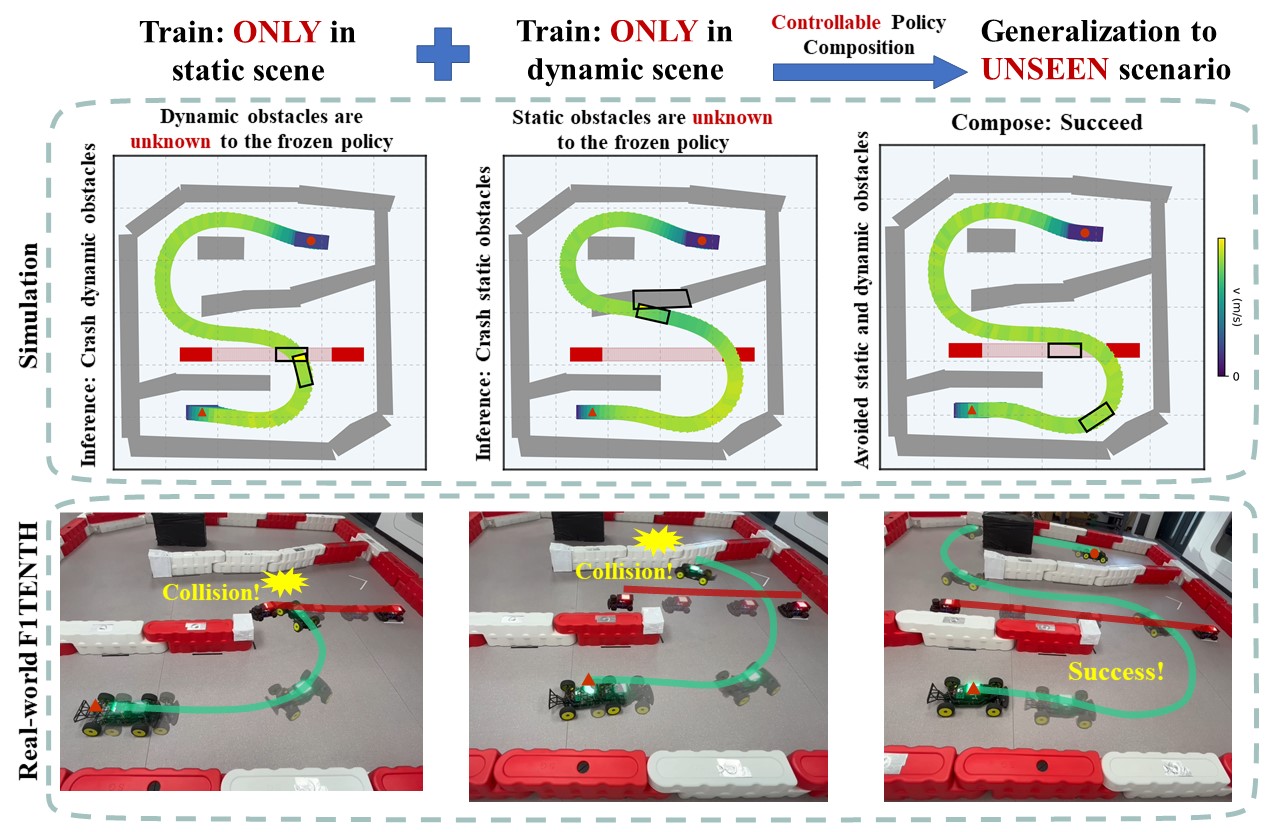 Train: ONLY in
static scene
Train: ONLY in
dynamic scene
Controllable Policy
Composition
Generalization to
UNSEEN scenario
Simulation
Dynamic obstacles are
unknown to the frozen policy
Inference: Crash dynamic obstacles
Static obstacles are unknown
to the frozen policy
Inference: Crash static obstacles
Compose: Succeed
Avoided static and dynamic obstacles
v (m/s)
0
Real-world F1TENTH
Collision!
Collision!
Success!